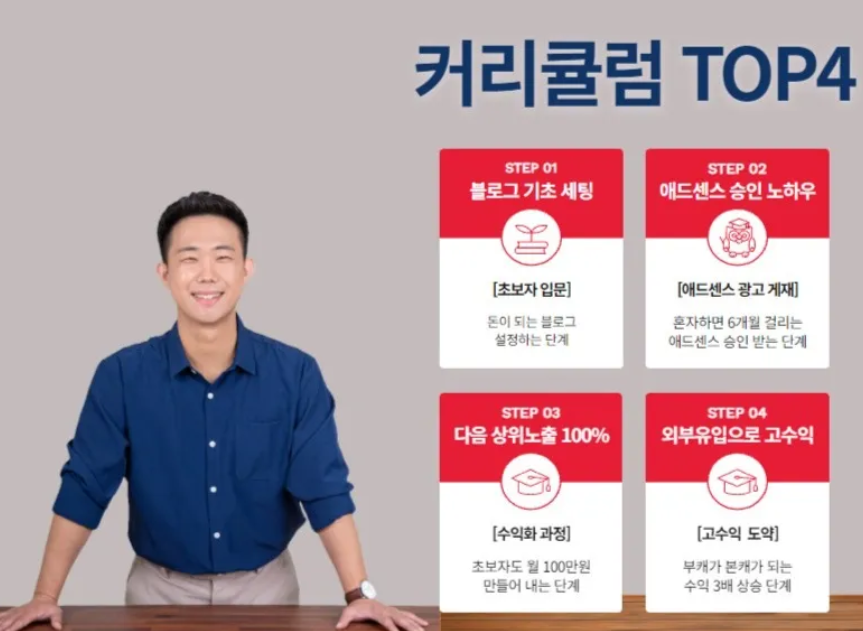 커리큘럼 TOP4
STEP 01
블로그 기초 세팅
[초보자 입문]
돈이 되는 블로그
설정하는 단계
STEP 02
애드센스 승인 노하우
[애드센스 광고 게재]
혼자하면 6개월 걸리는
애드센스 승인 받는 단계
STEP 03
다음 상위노출 100%
[수익화 과정]
초보자도 월 100만원
만들어 내는 단계
STEP 04
외부유입으로 고수익
[고수익 도약]
부캐가 본캐가 되는
수익 3배 상승 단계